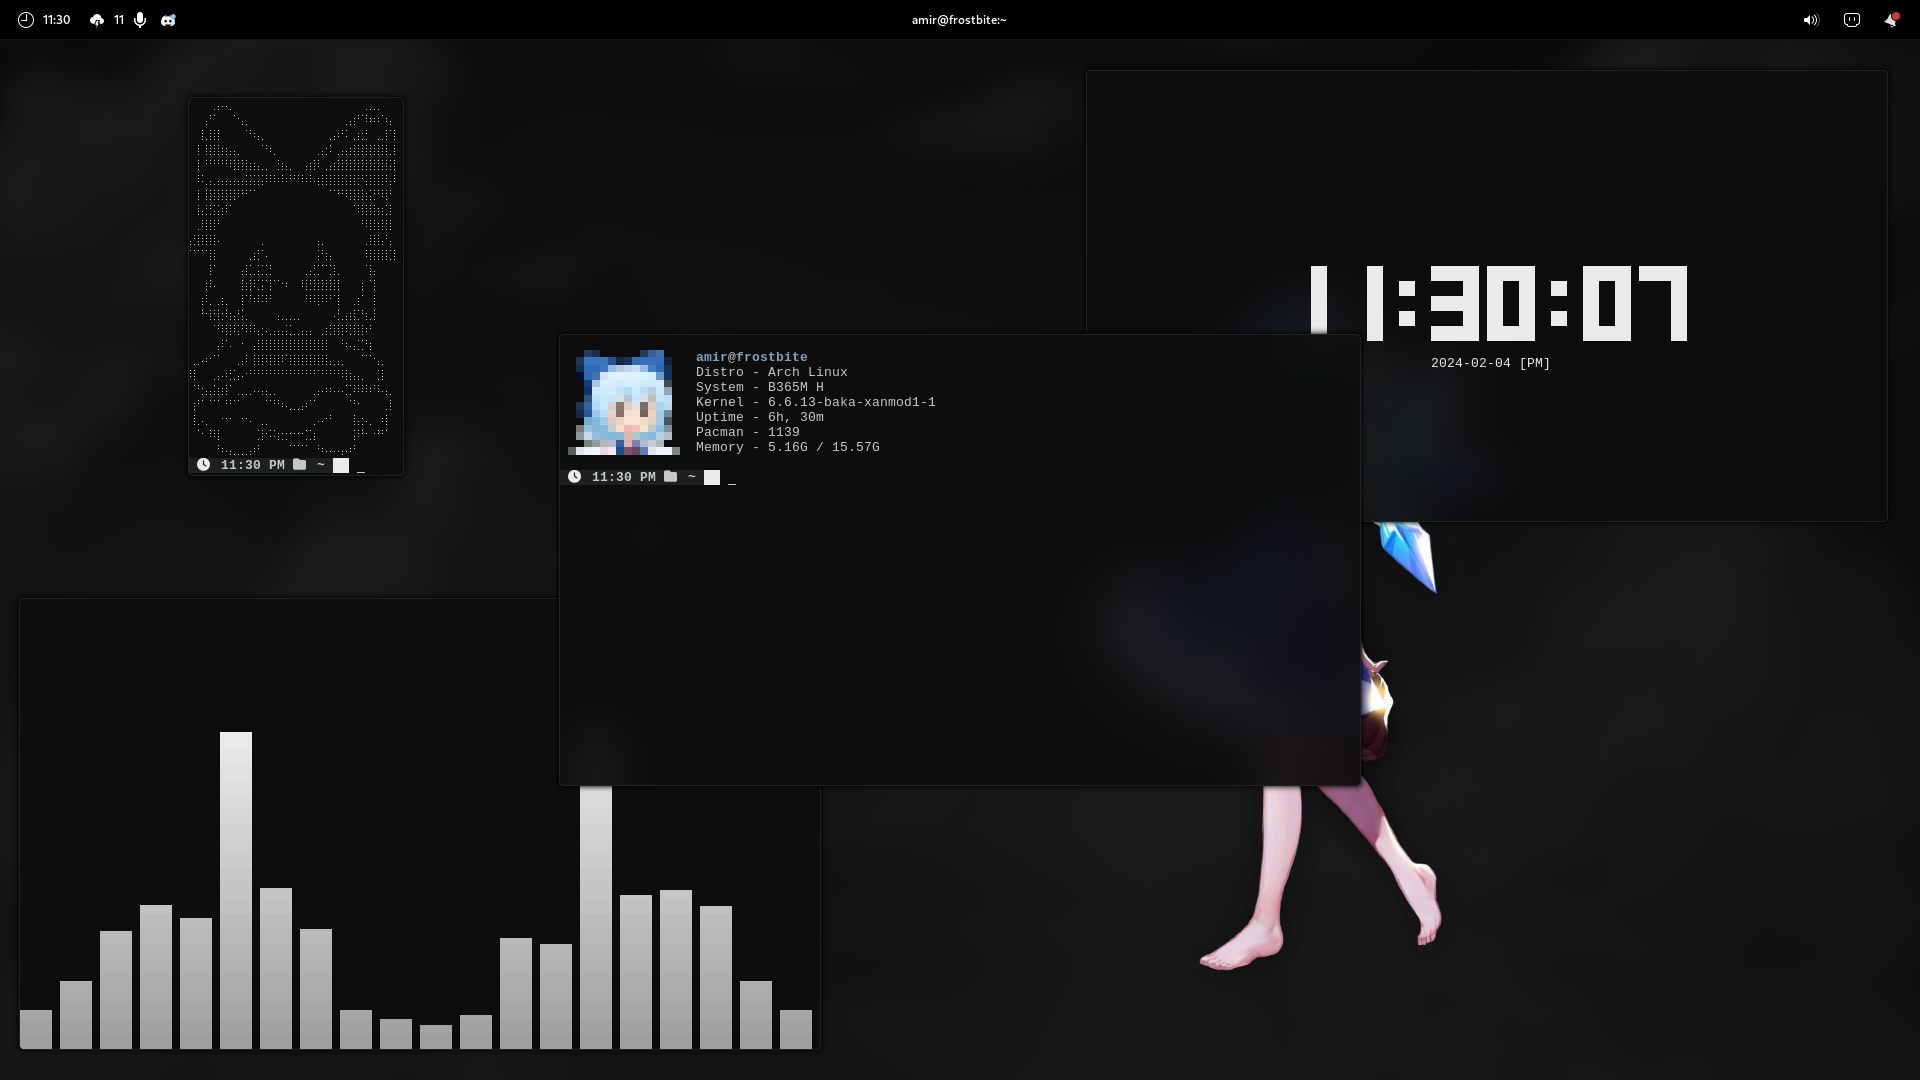 11:30 11 amir@frostbite:~
11:30 PM ~ _
11:30:07
2024-02-04 [PM]
amir@frostbite
Distro - Arch Linux
System - B365M H
Kernel - 6.6.13-baka-xanmod1-1
Uptime - 6h, 30m
Pacman - 1139
Memory - 5.16G / 15.57G
11:30 PM ~ _